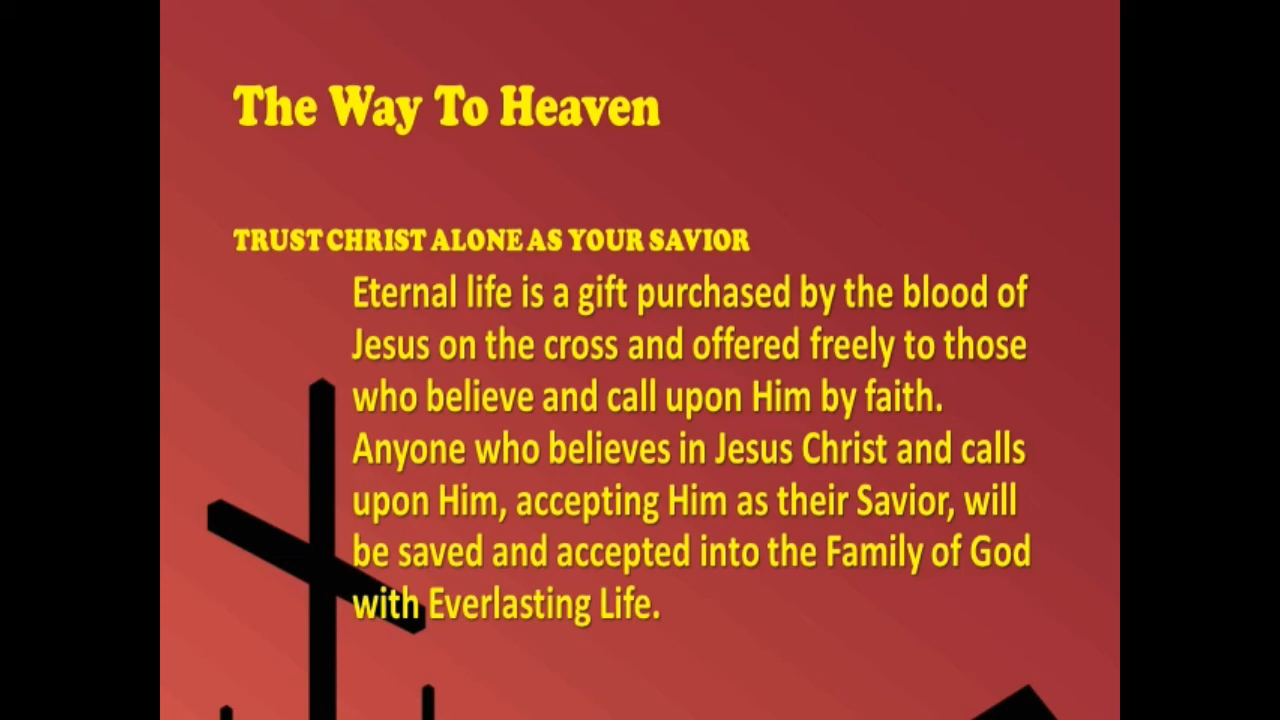 The Way To Heaven
TRUST CHRIST ALONE AS YOUR SAVIOR
Eternal life is a gift purchased by the blood of
Jesus on the cross and offered freely to those
who believe and call upon Him by faith.
Anyone who believes in Jesus Christ and calls
upon Him, accepting Him as their Savior, will
be saved and accepted into the Family of God
with Everlasting Life.